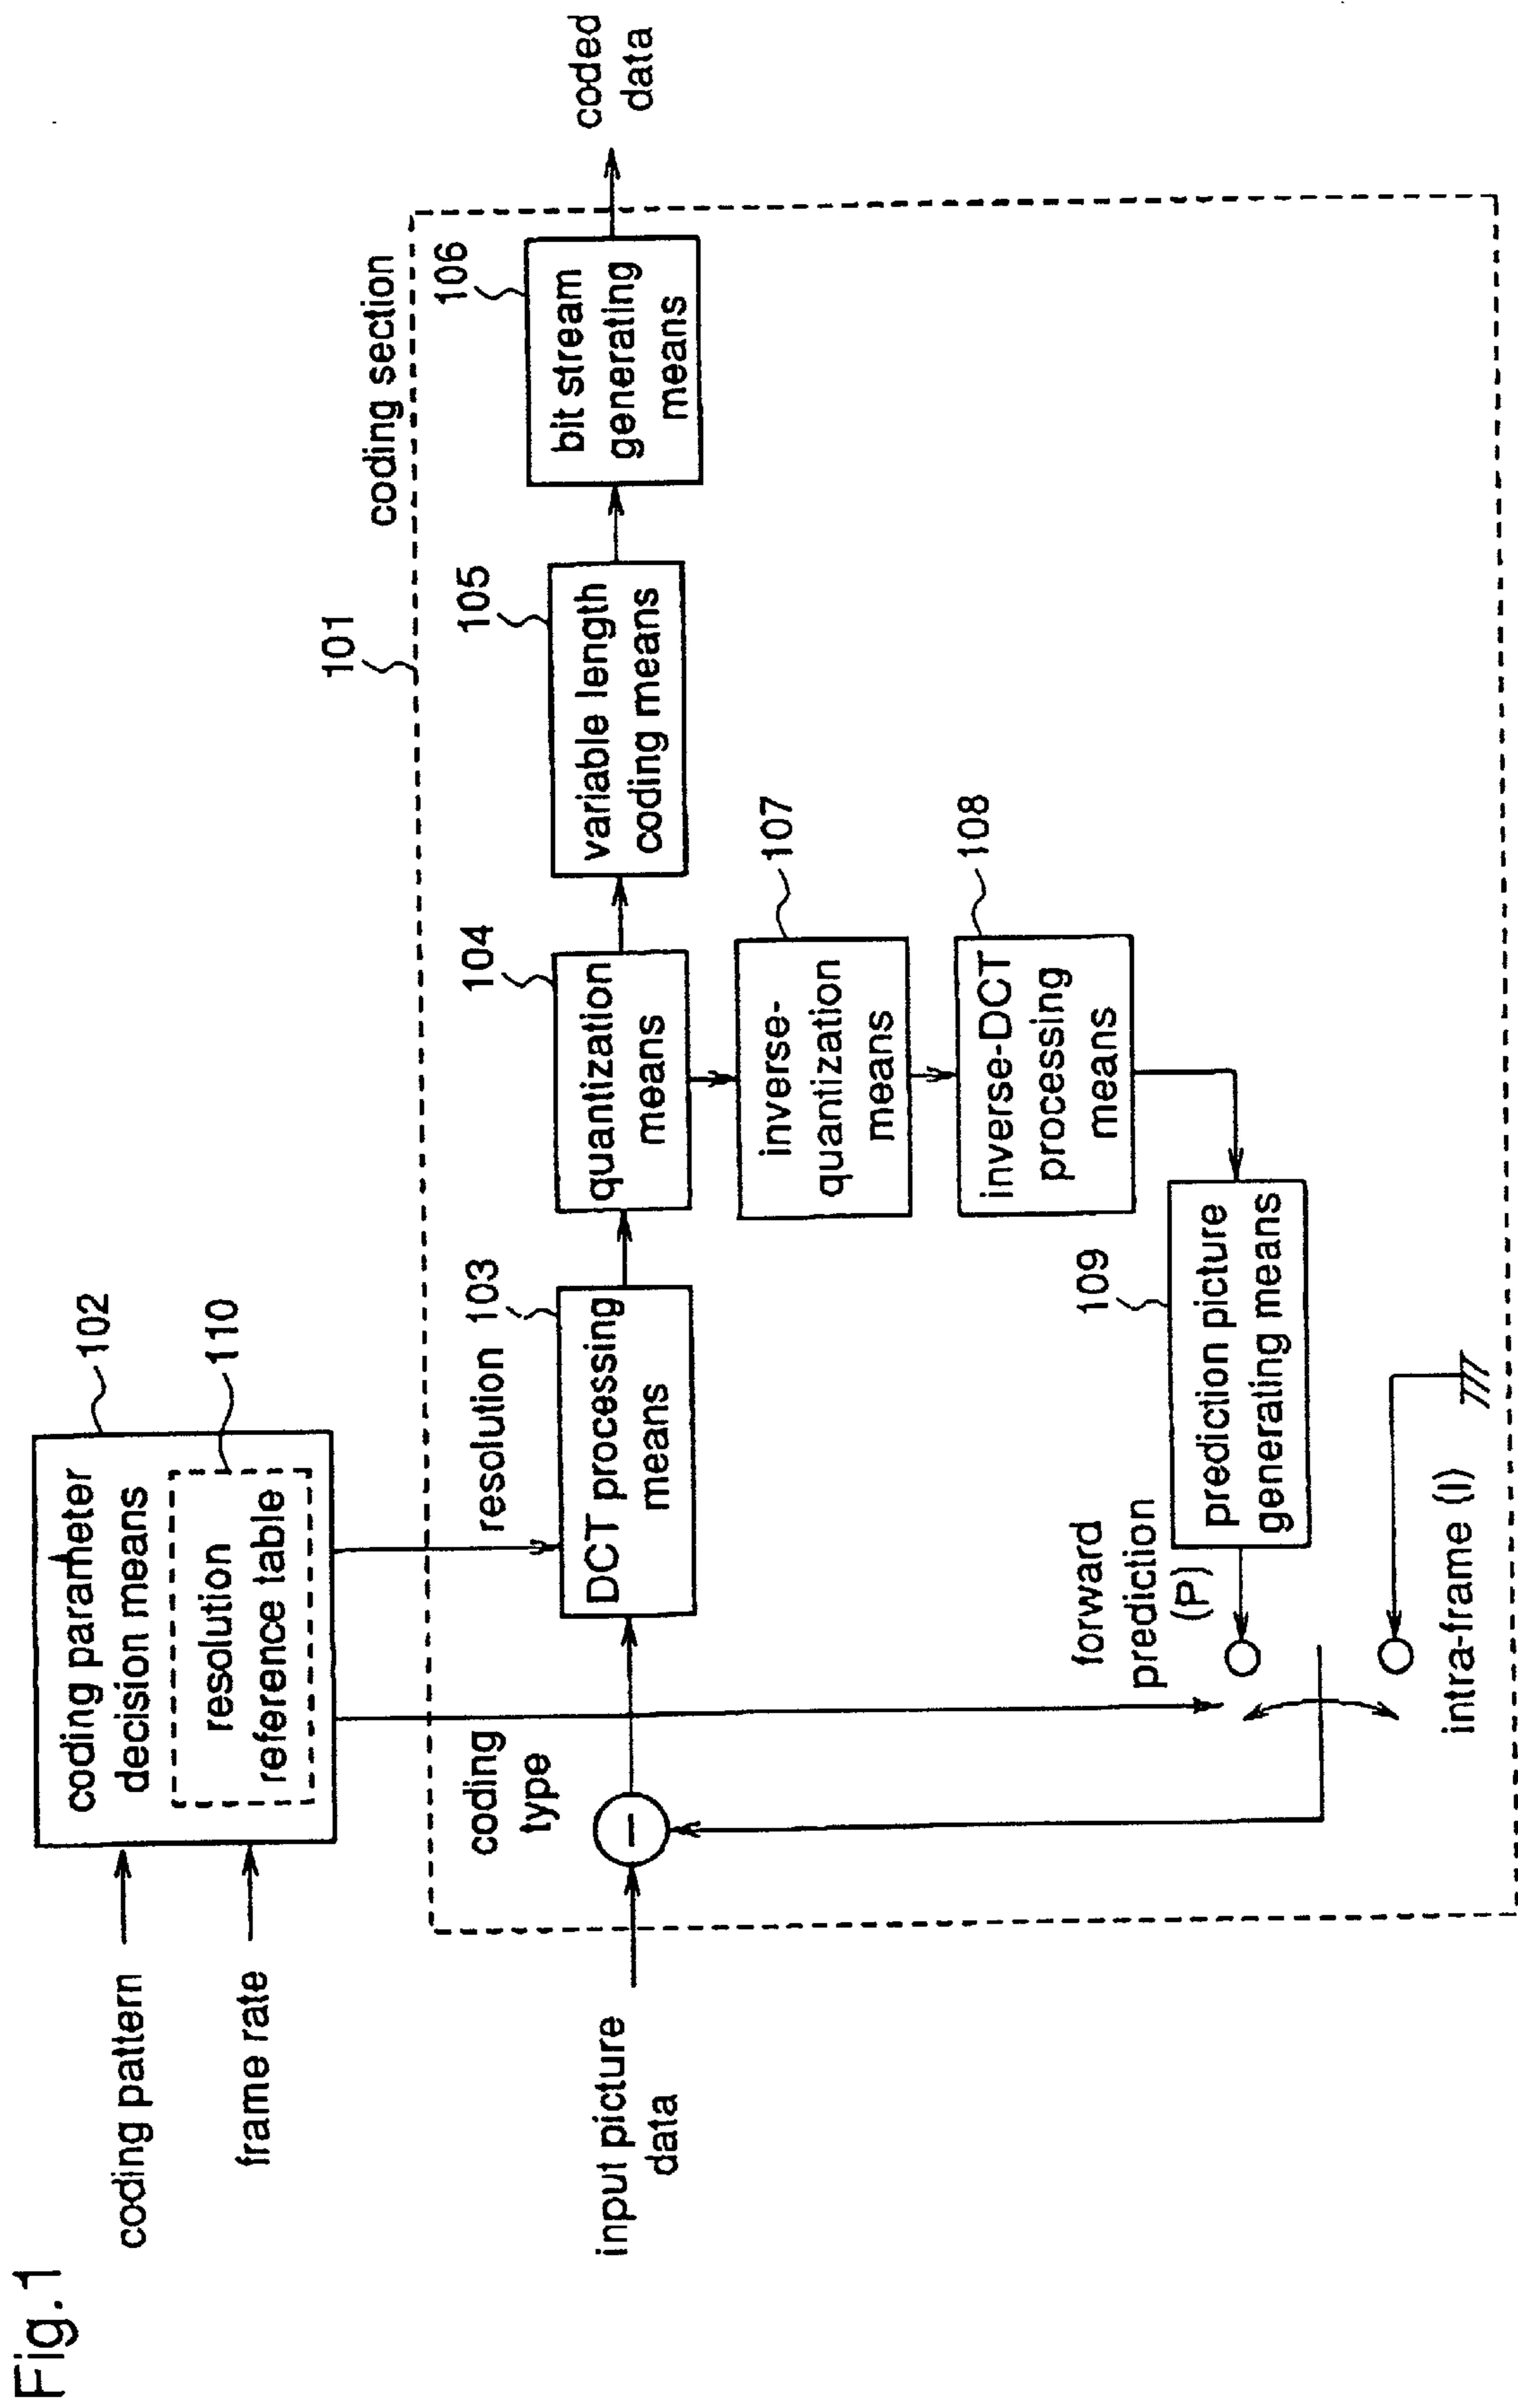 Fig.1
coding pattern
frame rate
coding parameter
decision means
resolution
reference table
102
110
101
coding section
input picture
data
coding
type
resolution
103
DCT processing
means
104
quantization
means
105
variable length
coding means
106
bit stream
generating
means
coded
data
107
inverse-
quantization
means
108
inverse-DCT
processing
means
109
prediction picture
generating means
forward
prediction
(P)
intra-frame (I)